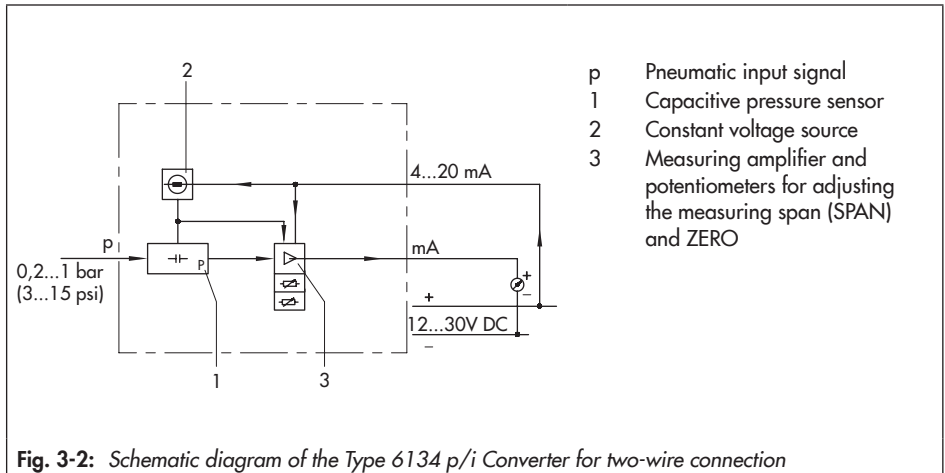 2
4...20 mA
p
0,2...1 bar
(3...15 psi)
P
mA
+
–
+
12...30V DC
–
1
3
p Pneumatic input signal
1 Capacitive pressure sensor
2 Constant voltage source
3 Measuring amplifier and
potentiometers for adjusting
the measuring span (SPAN)
and ZERO
Fig. 3-2: Schematic diagram of the Type 6134 p/i Converter for two-wire connection